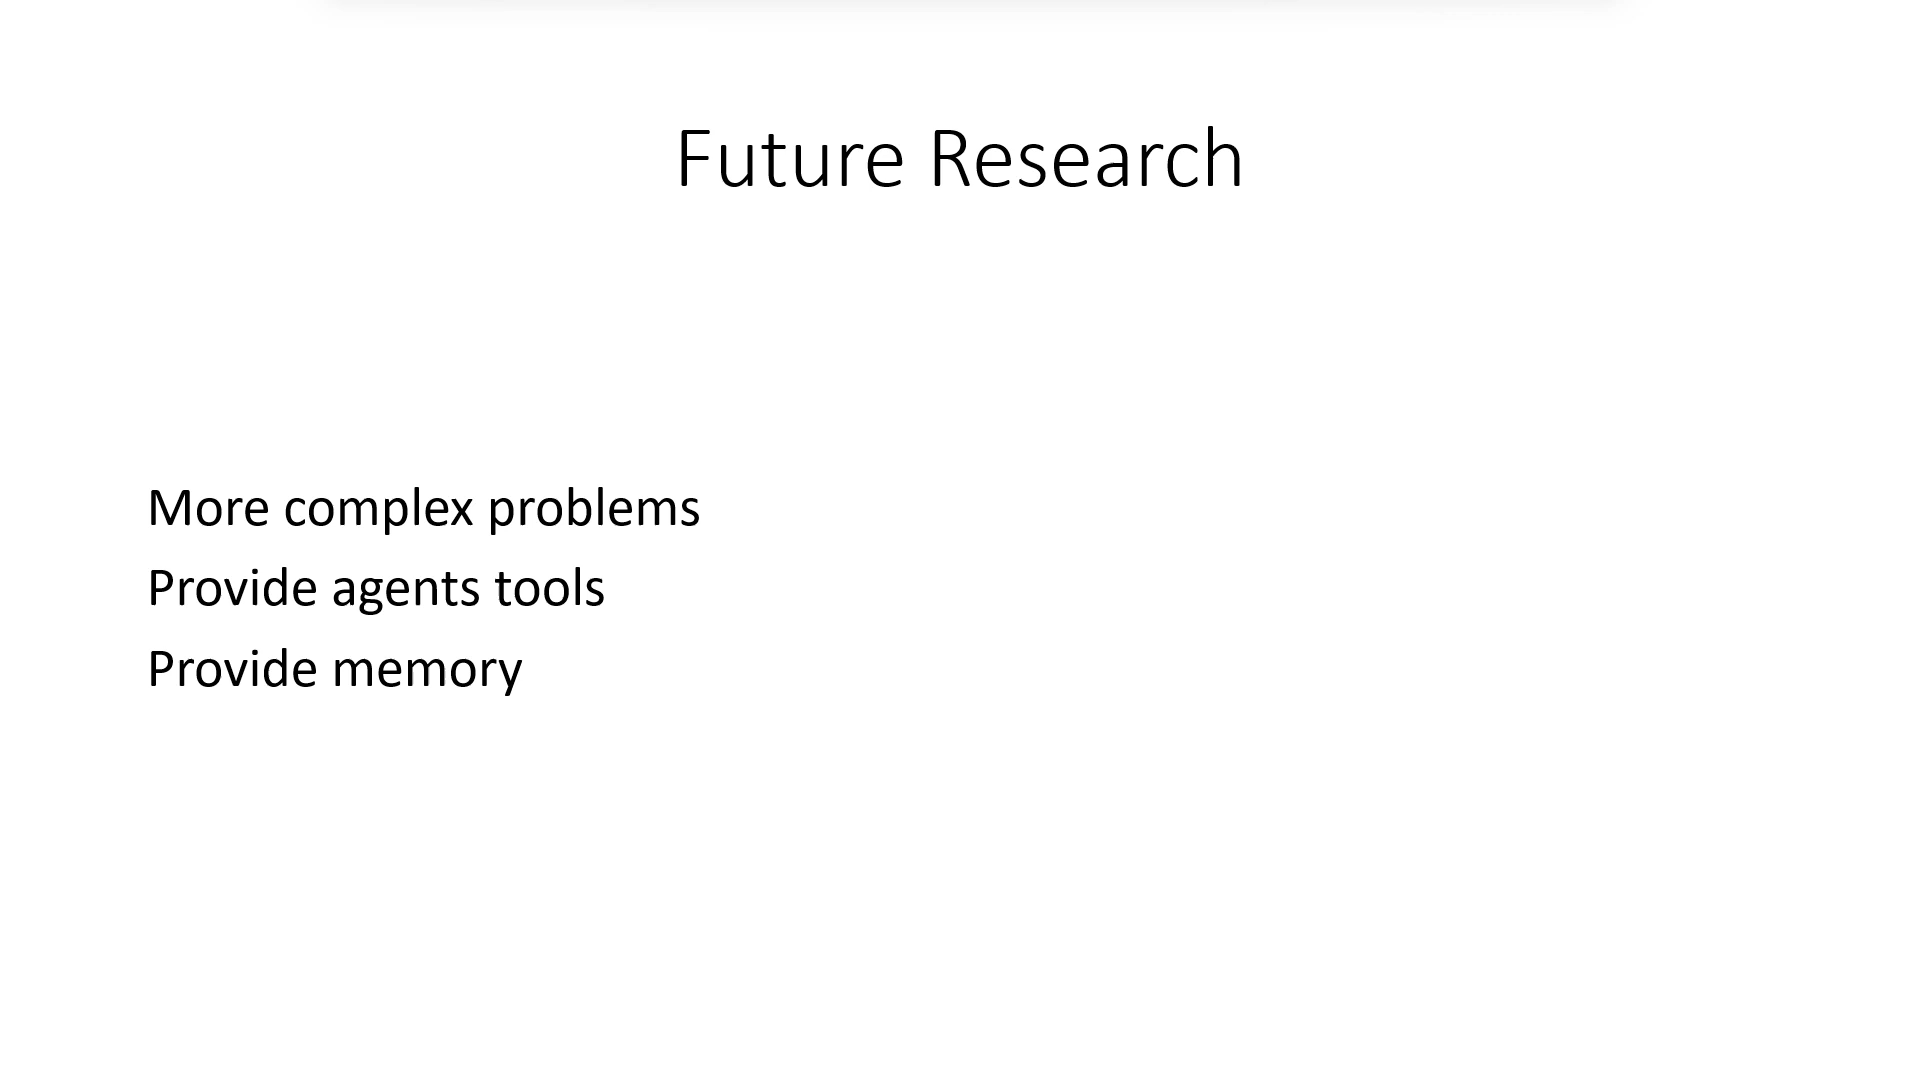 Future Research
More complex problems
Provide agents tools
Provide memory